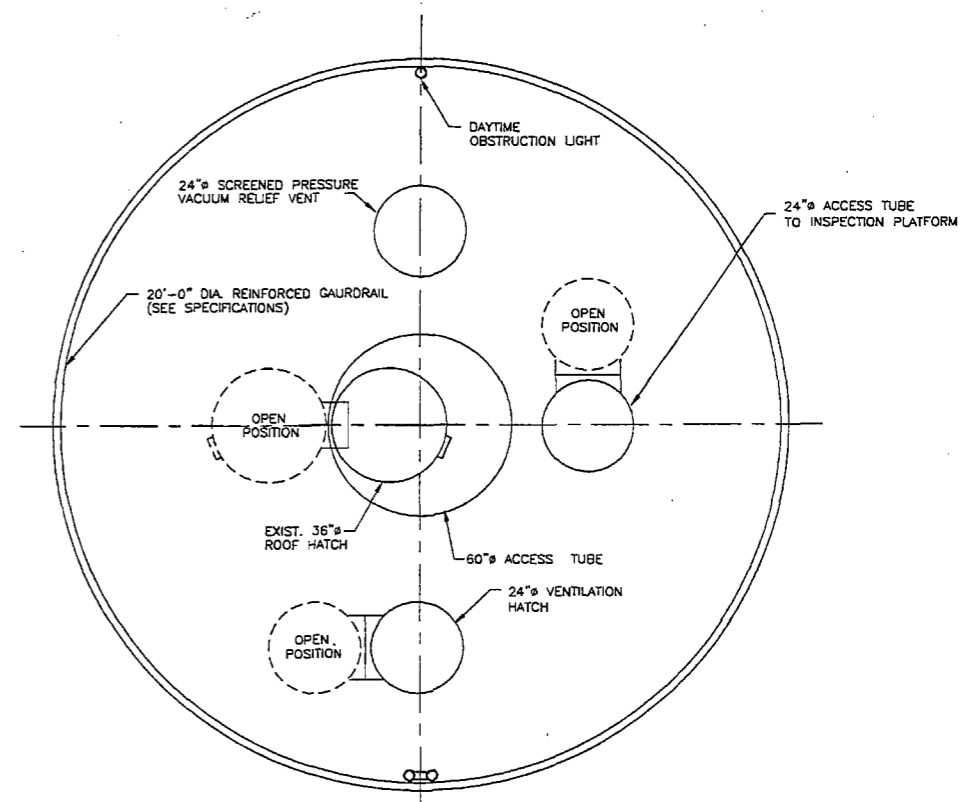 DAYTIME
OBSTRUCTION LIGHT
24"ø SCREENED PRESSURE
VACUUM RELIEF VENT
24"ø ACCESS TUBE
TO INSPECTION PLATFORM
20'-0" DIA. REINFORCED GAURDRAIL
(SEE SPECIFICATIONS)
OPEN
POSITION
OPEN
POSITION
EXIST. 36"ø
ROOF HATCH
60"ø ACCESS TUBE
24"ø VENTILATION
HATCH
OPEN
POSITION